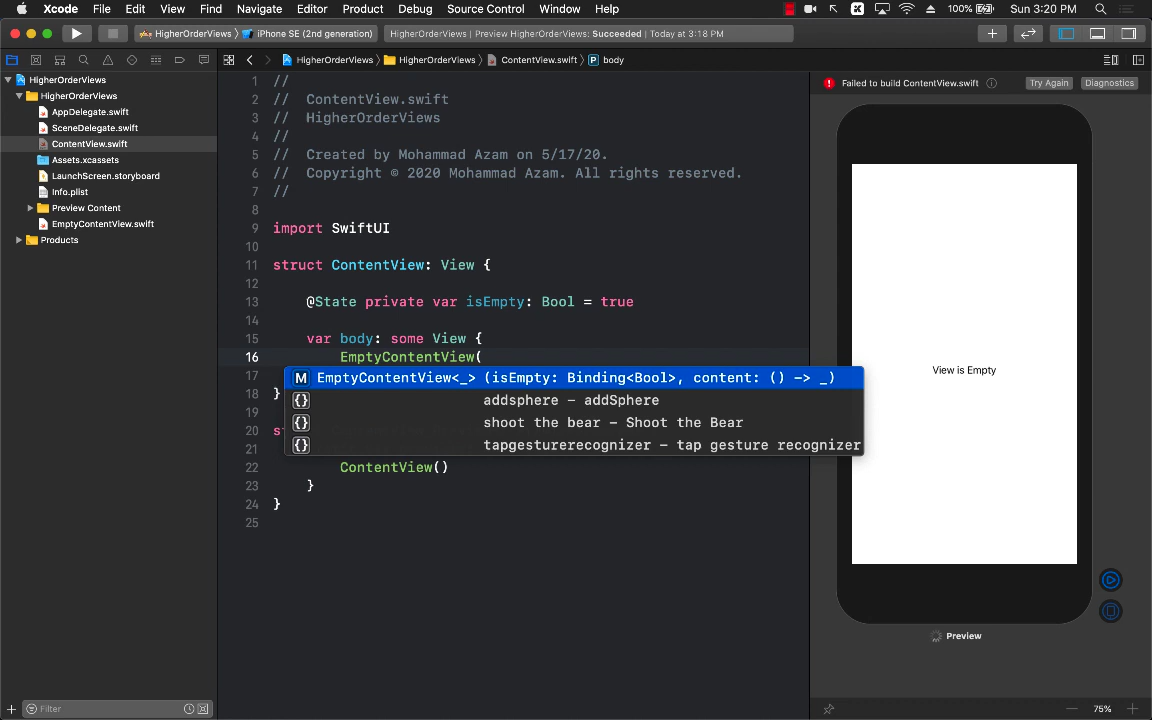 Xcode File Edit View Find Navigate Editor Product Debug Source Control Window Help 100% Sun 3:20 PM
HigherOrderViews iPhone SE (2nd generation) HigherOrderViews | Preview HigherOrderViews: Succeeded | Today at 3:18 PM
HigherOrderViews HigherOrderViews ContentView.swift P body
HigherOrderViews
HigherOrderViews
AppDelegate.swift
SceneDelegate.swift
ContentView.swift
Assets.xcassets
LaunchScreen.storyboard
Info.plist
Preview Content
EmptyContentView.swift
Products
Filter
1 //
2 // ContentView.swift
3 // HigherOrderViews
4 //
5 // Created by Mohammad Azam on 5/17/20.
6 // Copyright © 2020 Mohammad Azam. All rights reserved.
7 //
8
9 import SwiftUI
10
11 struct ContentView: View {
12
13 @State private var isEmpty: Bool = true
14
15 var body: some View {
16 EmptyContentView(
M EmptyContentView<_> (isEmpty: Binding<Bool>, content: () -> _)
{} addsphere – addSphere
{} shoot the bear – Shoot the Bear
{} tapgesturerecognizer – tap gesture recognizer
17
18 }
19
20 s
21
22 ContentView()
23 }
24 }
25
Failed to build ContentView.swift Try Again Diagnostics
View is Empty
Preview
75%